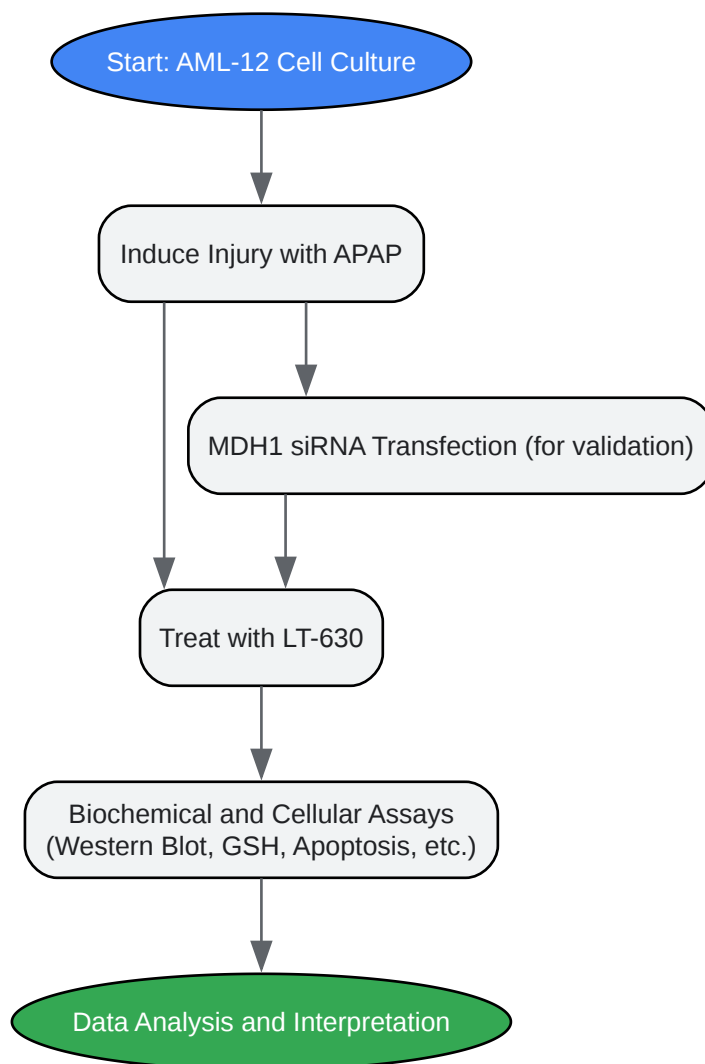 Start: AML-12 Cell Culture
Induce Injury with APAP
MDH1 siRNA Transfection (for validation)
Treat with LT-630
Biochemical and Cellular Assays
(Western Blot, GSH, Apoptosis, etc.)
Data Analysis and Interpretation